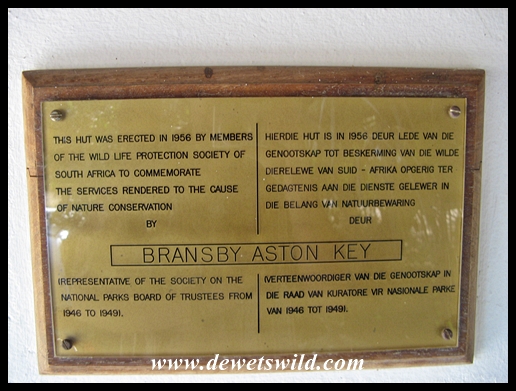 THIS HUT WAS ERECTED IN 1956 BY MEMBERS
OF THE WILD LIFE PROTECTION SOCIETY OF
SOUTH AFRICA TO COMMEMORATE
THE SERVICES RENDERED TO THE CAUSE
OF NATURE CONSERVATION
BY
HIERDIE HUT IS IN 1956 DEUR LEDE VAN DIE
GENOOTSKAP TOT BESKERMING VAN DIE WILDE
DIERELEWE VAN SUID - AFRIKA OPGERIG TER
GEDAGTENIS AAN DIE DIENSTE GELEWER IN
DIE BELANG VAN NATUURBEWARING
DEUR
BRANSBY ASTON KEY
(REPRESENTATIVE OF THE SOCIETY ON THE
NATIONAL PARKS BOARD OF TRUSTEES FROM
1946 TO 1949).
(VERTEENWOORDIGER VAN DIE GENOOTSKAP IN
DIE RAAD VAN KURATORE VIR NASIONALE PARKE
VAN 1946 TOT 1949).
www.dewetswild.com